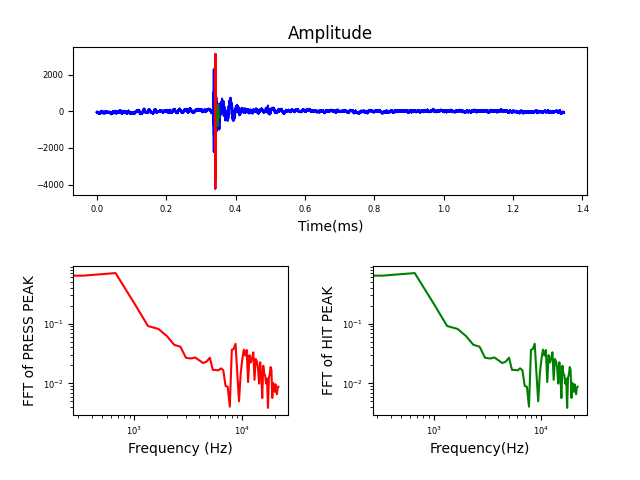 Amplitude
2000
0
−2000
−4000
0.0 0.2 0.4 0.6 0.8 1.0 1.2 1.4
Time(ms)
FFT of PRESS PEAK
10⁻¹
10⁻²
10³ 10⁴
Frequency (Hz)
FFT of HIT PEAK
10⁻¹
10⁻²
10³ 10⁴
Frequency(Hz)